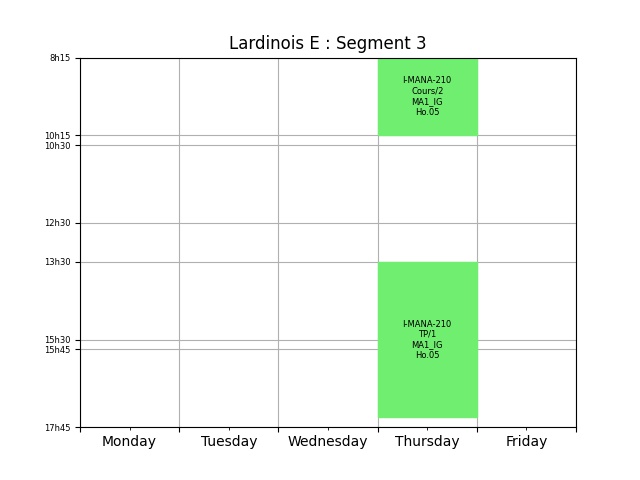 Lardinois E : Segment 3
8h15
I-MANA-210
Cours/2
MA1_IG
Ho.05
10h15
10h30
12h30
13h30
I-MANA-210
TP/1
MA1_IG
Ho.05
15h30
15h45
17h45
Monday Tuesday Wednesday Thursday Friday